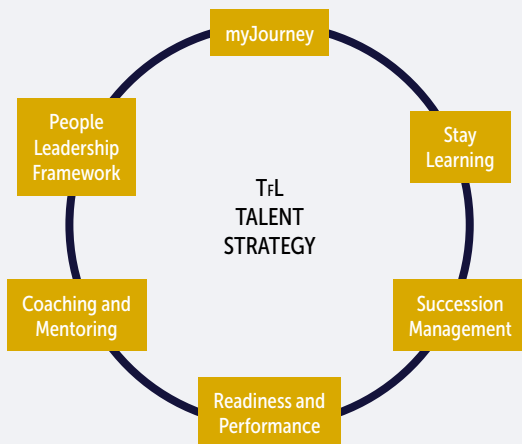 myJourney
Stay
Learning
Succession
Management
Readiness and
Performance
Coaching and
Mentoring
People
Leadership
Framework
TFL
TALENT
STRATEGY